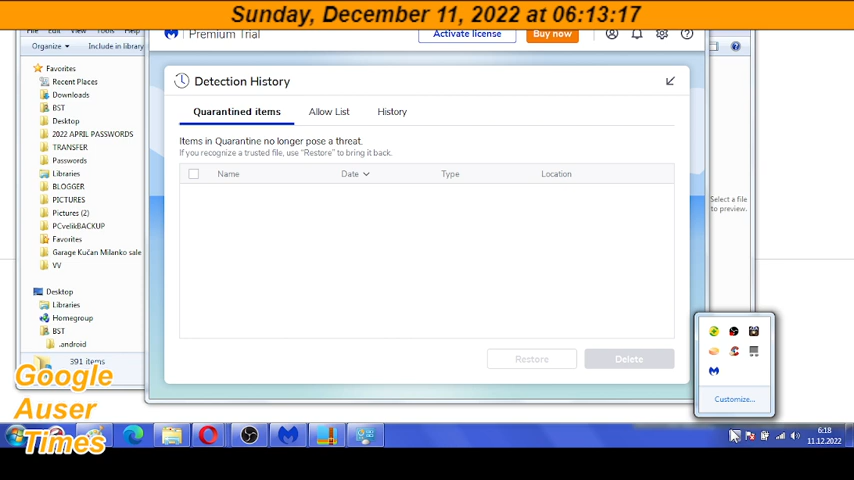 Sunday, December 11, 2022 at 06:13:17
File Edit View Tools Help
Premium Trial
Activate license
Buy now
Organize
Include in library
Detection History
Favorites
Recent Places
Downloads
BST
Desktop
2022 APRIL PASSWORDS
TRANSFER
Passwords
Libraries
BLOGGER
PICTURES
Pictures (2)
PCvelikBACKUP
Favorites
Garage Kučan Milanko sale
VV
Desktop
Libraries
Homegroup
BST
.android
391 items
Quarantined items
Allow List
History
Items in Quarantine no longer pose a threat.
If you recognize a trusted file, use "Restore" to bring it back.
Name
Date
Type
Location
Select a file
to preview.
Restore
Delete
Customize...
Google
Auser
Times
6:18
11.12.2022